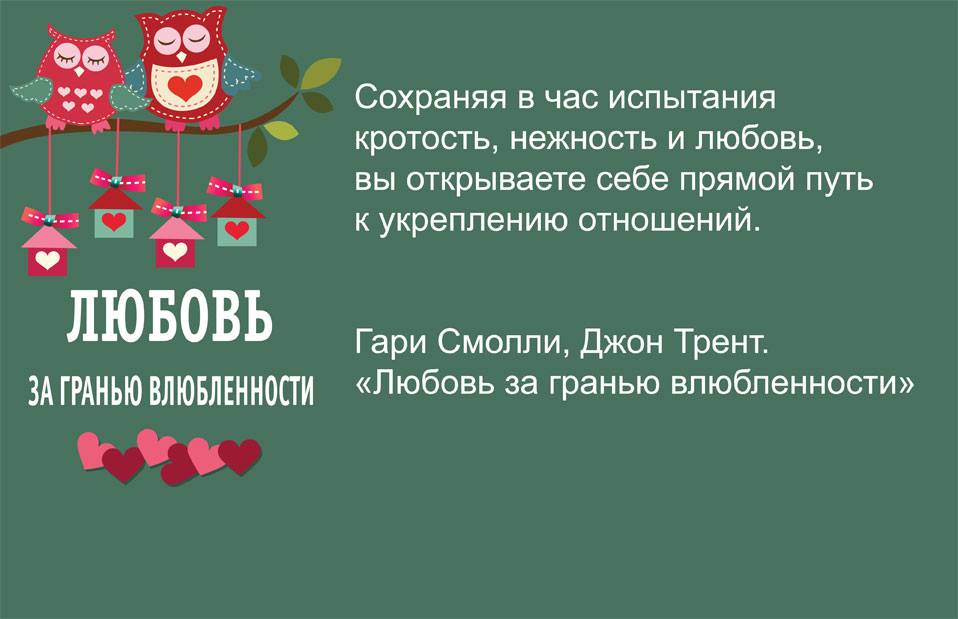 Сохраняя в час испытания
кротость, нежность и любовь,
вы открываете себе прямой путь
к укреплению отношений.
Гари Смолли, Джон Трент.
«Любовь за гранью влюбленности»
ЛЮБОВЬ
ЗА ГРАНЬЮ ВЛЮБЛЕННОСТИ